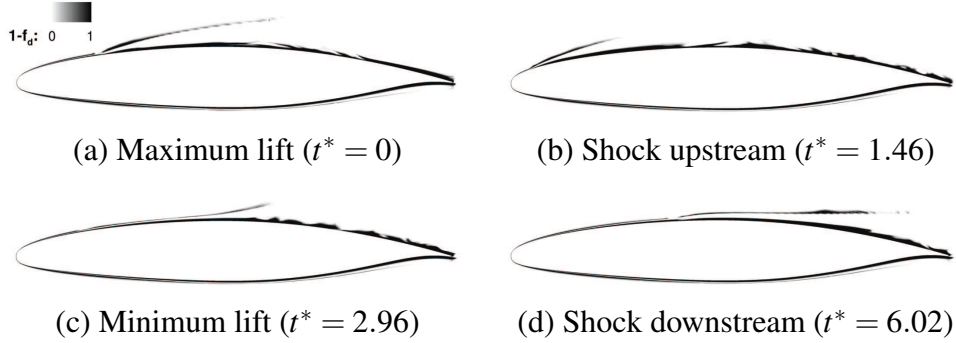 1-f_d: 0 1
(a) Maximum lift (t* = 0)
(b) Shock upstream (t* = 1.46)
(c) Minimum lift (t* = 2.96)
(d) Shock downstream (t* = 6.02)